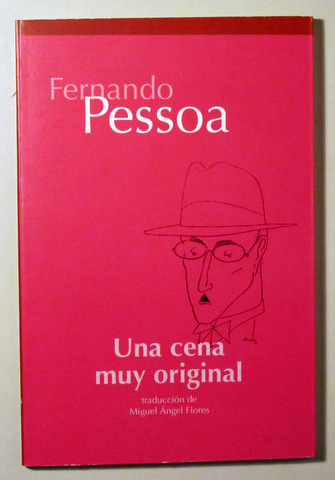 Fernando
Pessoa
Una cena
muy original
traducción de
Miguel Ángel Flores